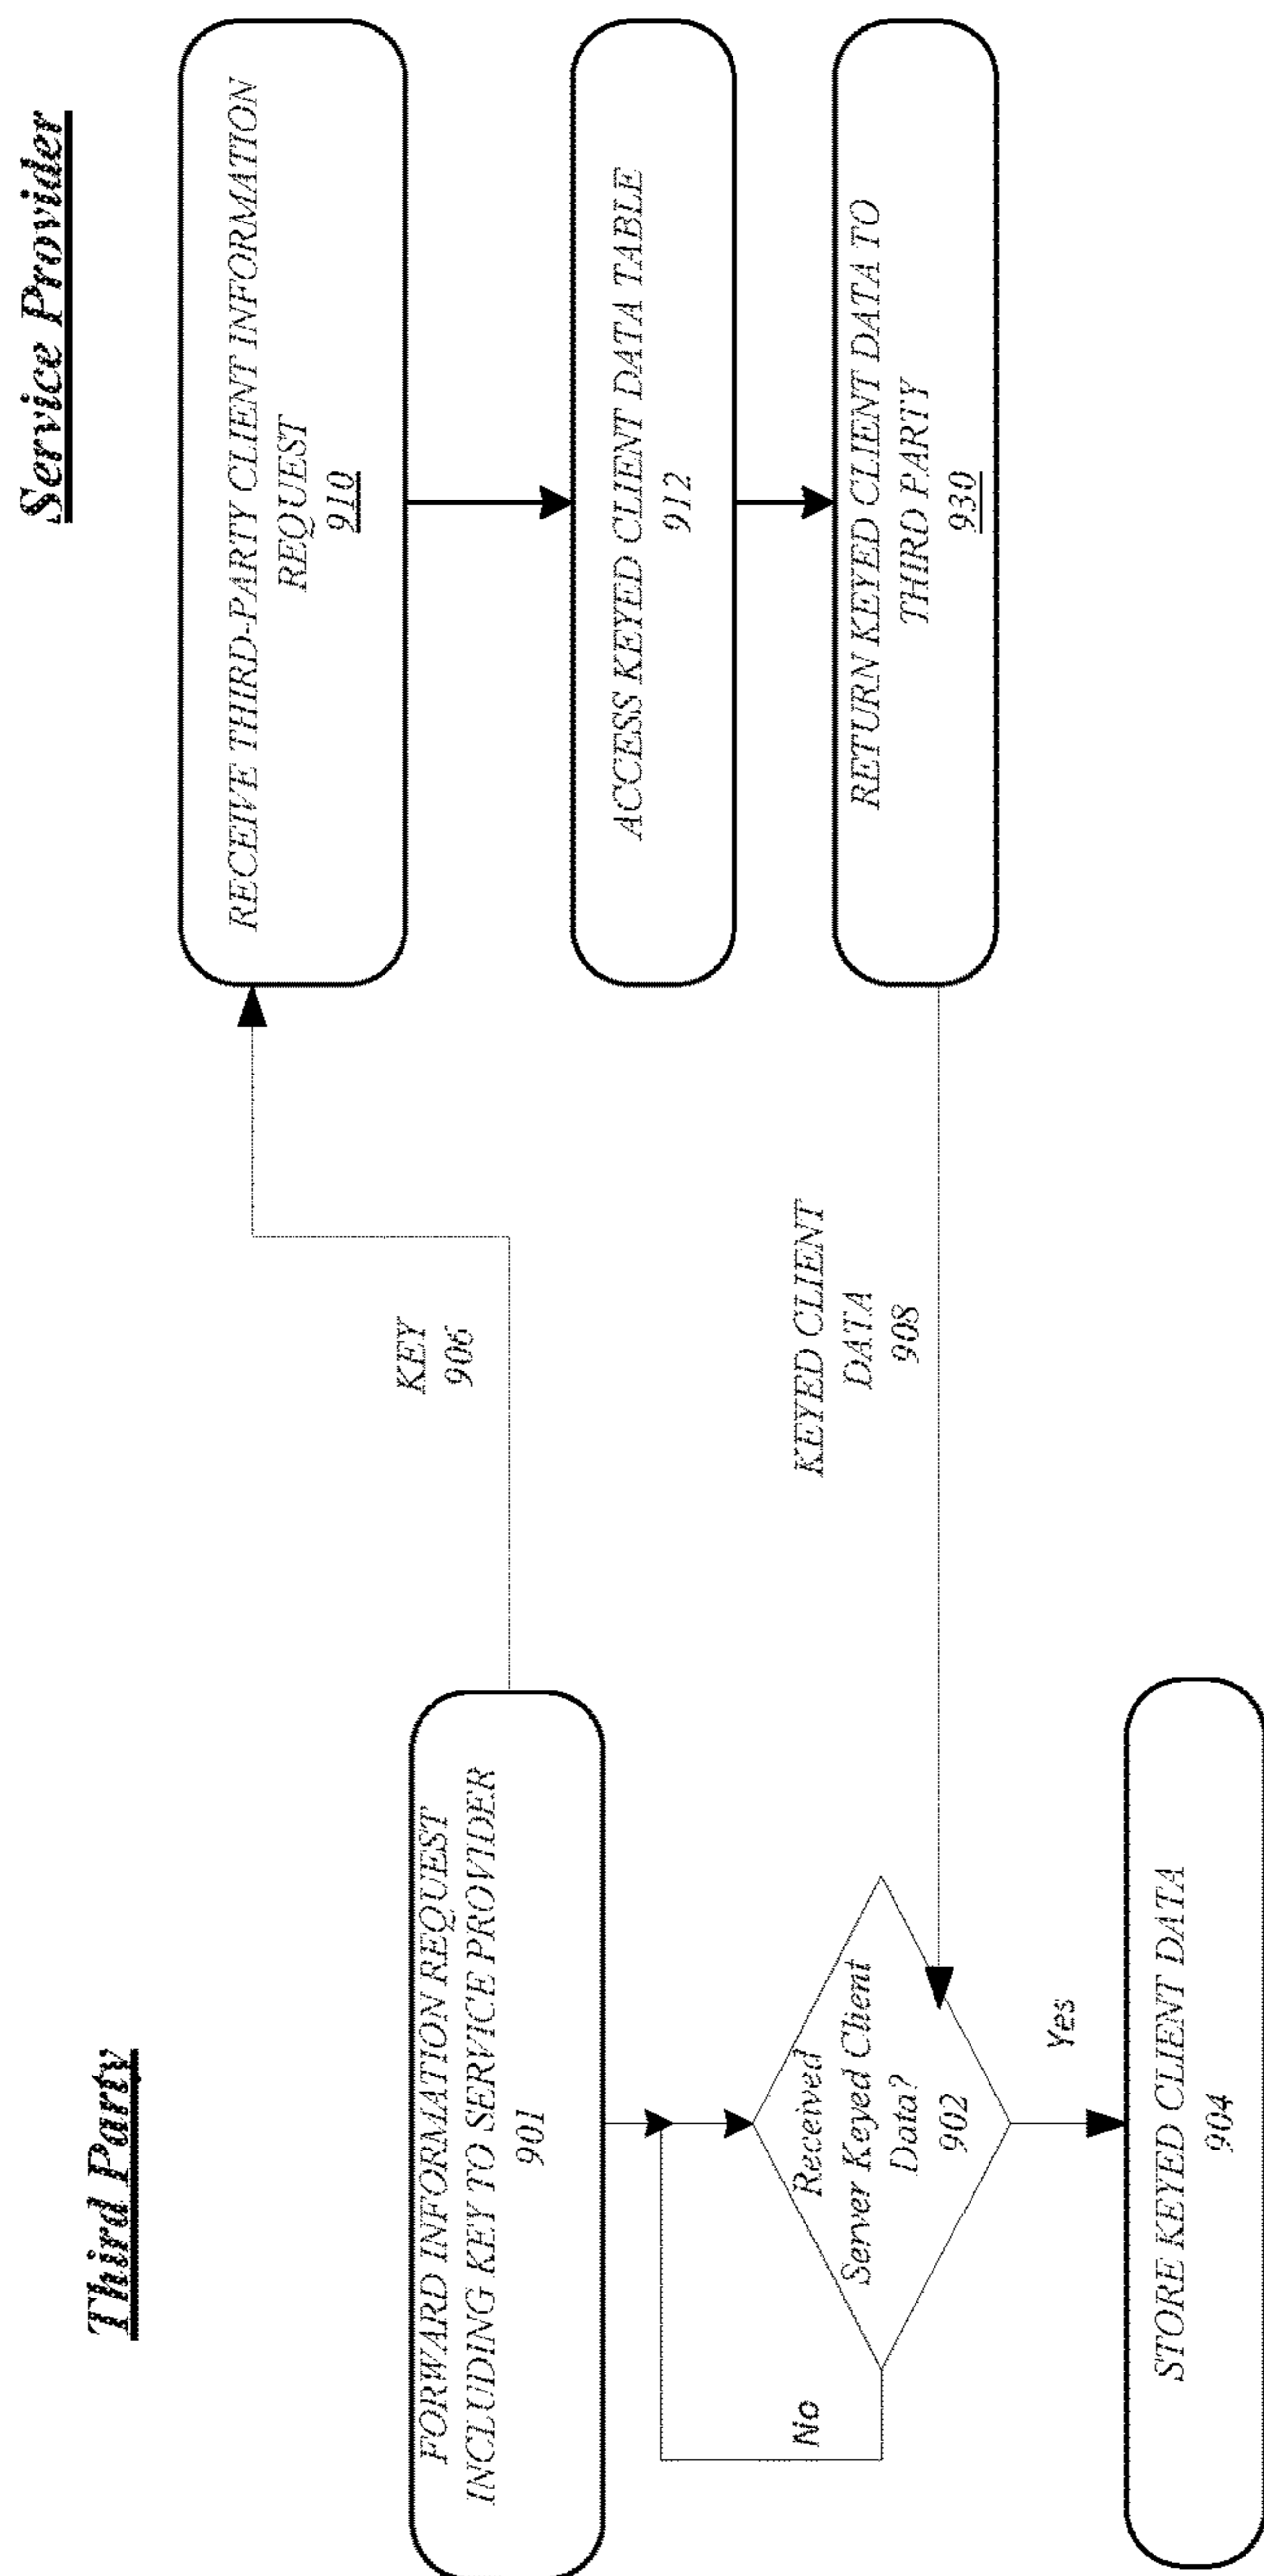 Third Party
Service Provider
FORWARD INFORMATION REQUEST
INCLUDING KEY TO SERVICE PROVIDER
901
KEY
906
RECEIVE THIRD-PARTY CLIENT INFORMATION
REQUEST
910
ACCESS KEYED CLIENT DATA TABLE
912
RETURN KEYED CLIENT DATA TO
THIRD PARTY
930
KEYED CLIENT
DATA
908
Received
Server Keyed Client
Data?
902
No
Yes
STORE KEYED CLIENT DATA
904